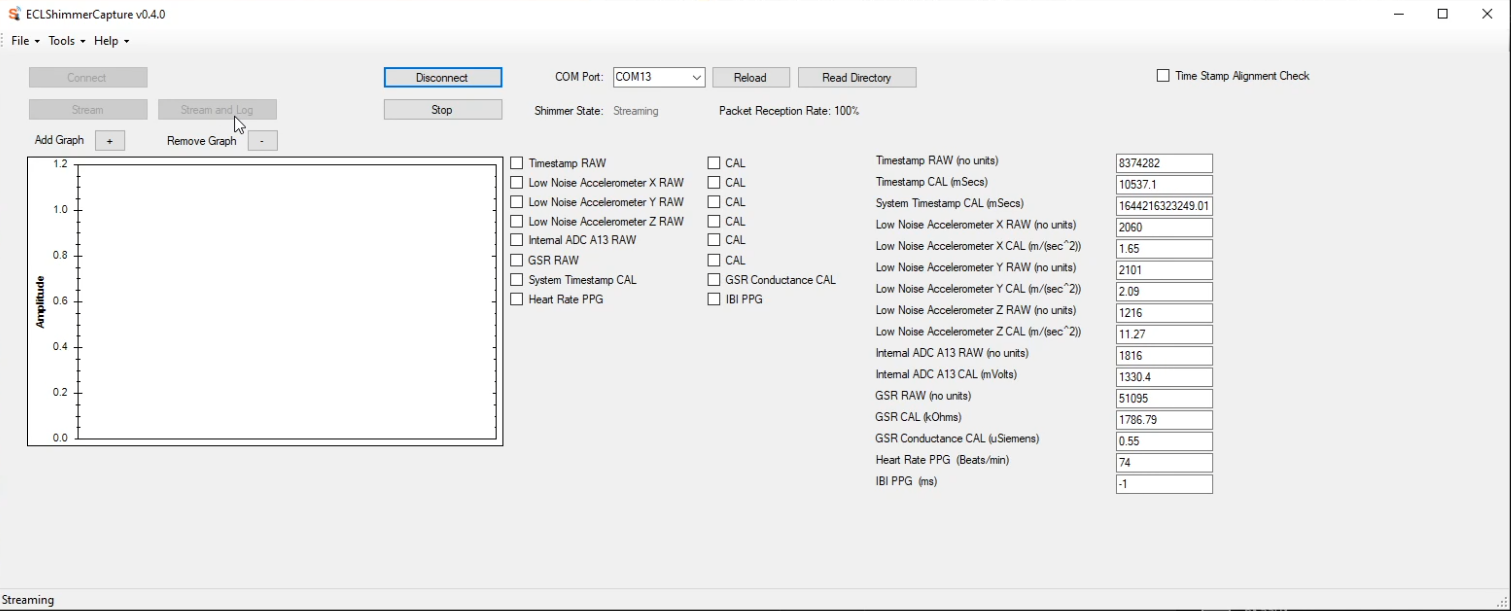 ECLShimmerCapture v0.4.0
File Tools Help
Connect Disconnect COM Port: COM13 Reload Read Directory Time Stamp Alignment Check
Stream Stream and Log Stop Shimmer State: Streaming Packet Reception Rate: 100%
Add Graph + Remove Graph -
1.2
1.0
0.8
0.6
0.4
0.2
0.0
Amplitude
Timestamp RAW CAL
Low Noise Accelerometer X RAW CAL
Low Noise Accelerometer Y RAW CAL
Low Noise Accelerometer Z RAW CAL
Internal ADC A13 RAW CAL
GSR RAW CAL
System Timestamp CAL GSR Conductance CAL
Heart Rate PPG IBI PPG
Timestamp RAW (no units) 8374282
Timestamp CAL (mSecs) 10537.1
System Timestamp CAL (mSecs) 1644216323249.01
Low Noise Accelerometer X RAW (no units) 2060
Low Noise Accelerometer X CAL (m/(sec^2)) 1.65
Low Noise Accelerometer Y RAW (no units) 2101
Low Noise Accelerometer Y CAL (m/(sec^2)) 2.09
Low Noise Accelerometer Z RAW (no units) 1216
Low Noise Accelerometer Z CAL (m/(sec^2)) 11.27
Internal ADC A13 RAW (no units) 1816
Internal ADC A13 CAL (mVolts) 1330.4
GSR RAW (no units) 51095
GSR CAL (kOhms) 1786.79
GSR Conductance CAL (uSiemens) 0.55
Heart Rate PPG (Beats/min) 74
IBI PPG (ms) -1
Streaming